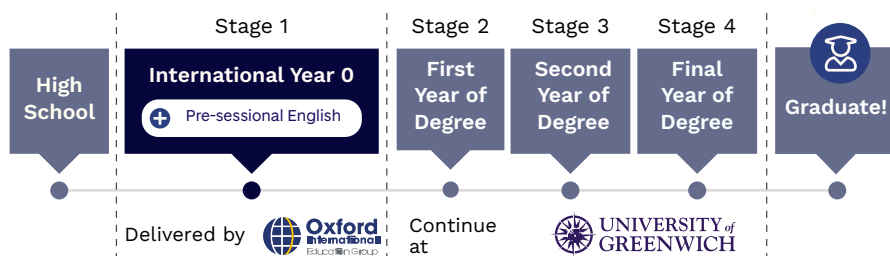 Stage 1
Stage 2
Stage 3
Stage 4
High
School
International Year 0
Pre-sessional English
First
Year of
Degree
Second
Year of
Degree
Final
Year of
Degree
Graduate!
Delivered by
Oxford
International
Education Group
Continue
at
UNIVERSITY of
GREENWICH